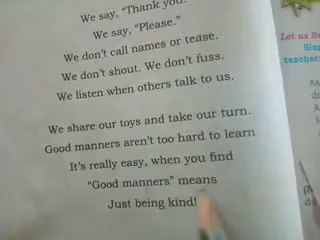 We say, "Thank you."
We say, "Please."
We don't call names or tease.
We don't shout. We don't fuss.
We listen when others talk to us.
We share our toys and take our turn.
Good manners aren't too hard to learn
It's really easy, when you find
"Good manners" means
Just being kind!
Let us
teacher